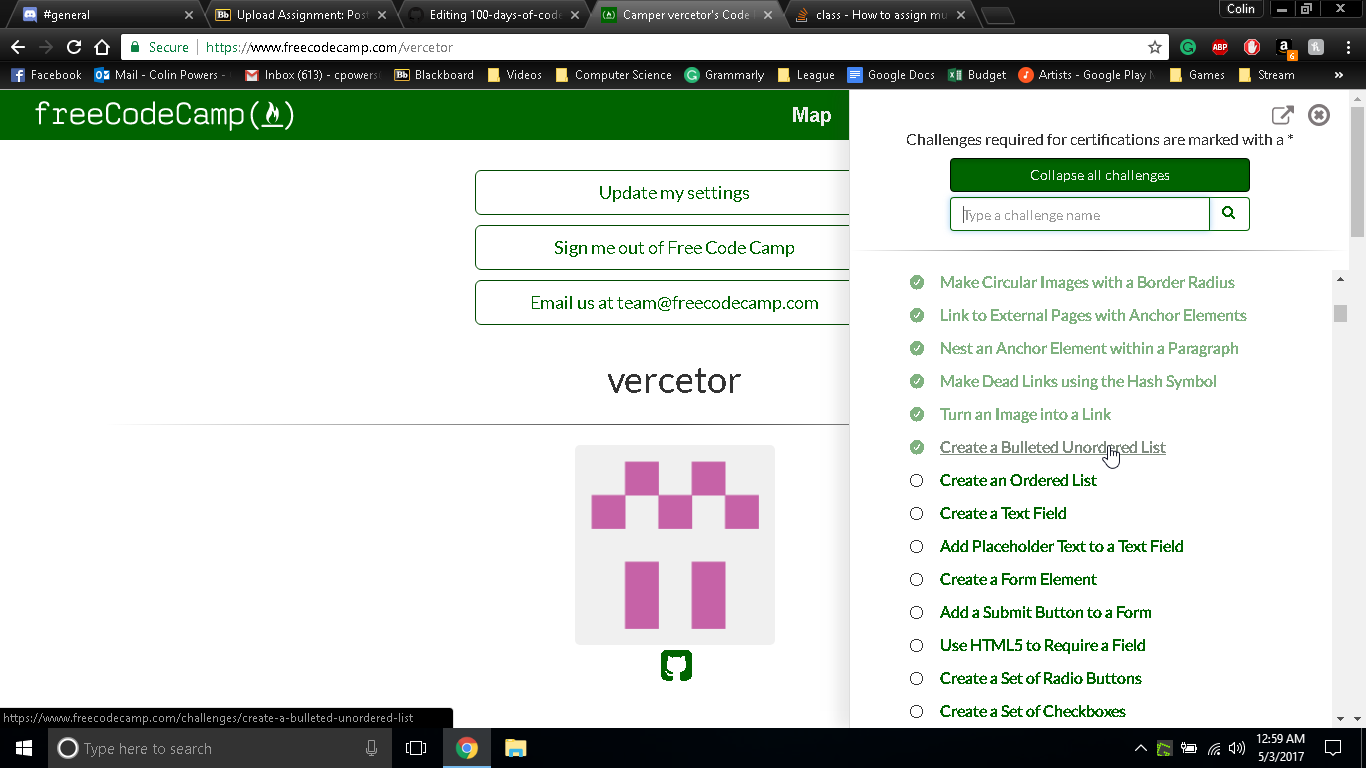 #general
Upload Assignment: Post
Editing 100-days-of-code
Camper vercetor's Code
class - How to assign mu
Colin
Secure
https://www.freecodecamp.com/vercetor
ABP
6
Facebook
Mail - Colin Powers -
Inbox (613) - cpowers
Bb Blackboard
Videos
Computer Science
Grammarly
League
Google Docs
Budget
Artists - Google Play
Games
Stream
»
freeCodeCamp
Map
Challenges required for certifications are marked with a *
Collapse all challenges
Type a challenge name
Update my settings
Sign me out of Free Code Camp
Email us at team@freecodecamp.com
vercetor
Make Circular Images with a Border Radius
Link to External Pages with Anchor Elements
Nest an Anchor Element within a Paragraph
Make Dead Links using the Hash Symbol
Turn an Image into a Link
Create a Bulleted Unordered List
Create an Ordered List
Create a Text Field
Add Placeholder Text to a Text Field
Create a Form Element
Add a Submit Button to a Form
Use HTML5 to Require a Field
Create a Set of Radio Buttons
Create a Set of Checkboxes
https://www.freecodecamp.com/challenges/create-a-bulleted-unordered-list
Type here to search
12:59 AM
5/3/2017